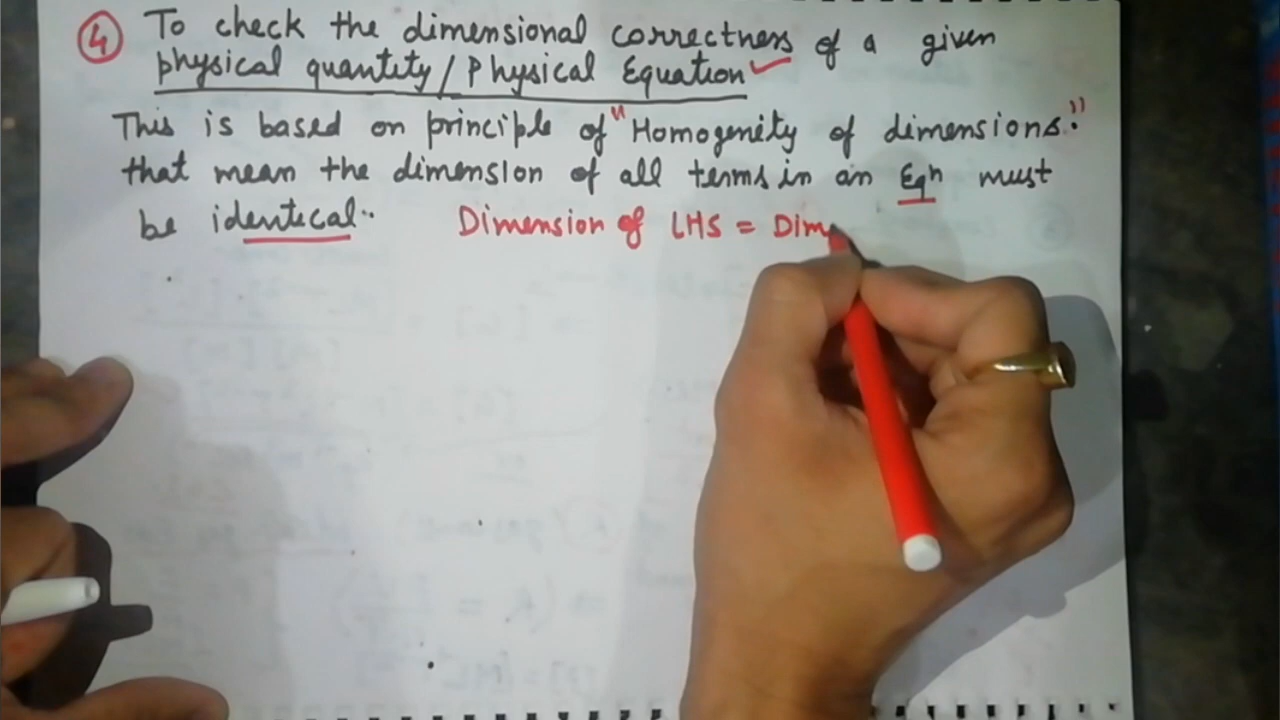 4 To check the dimensional correctness of a given
physical quantity / Physical Equation
This is based on principle of "Homogenity of dimensions."
that mean the dimension of all terms in an Eqn must
be identical.. Dimension of LHS = Dim